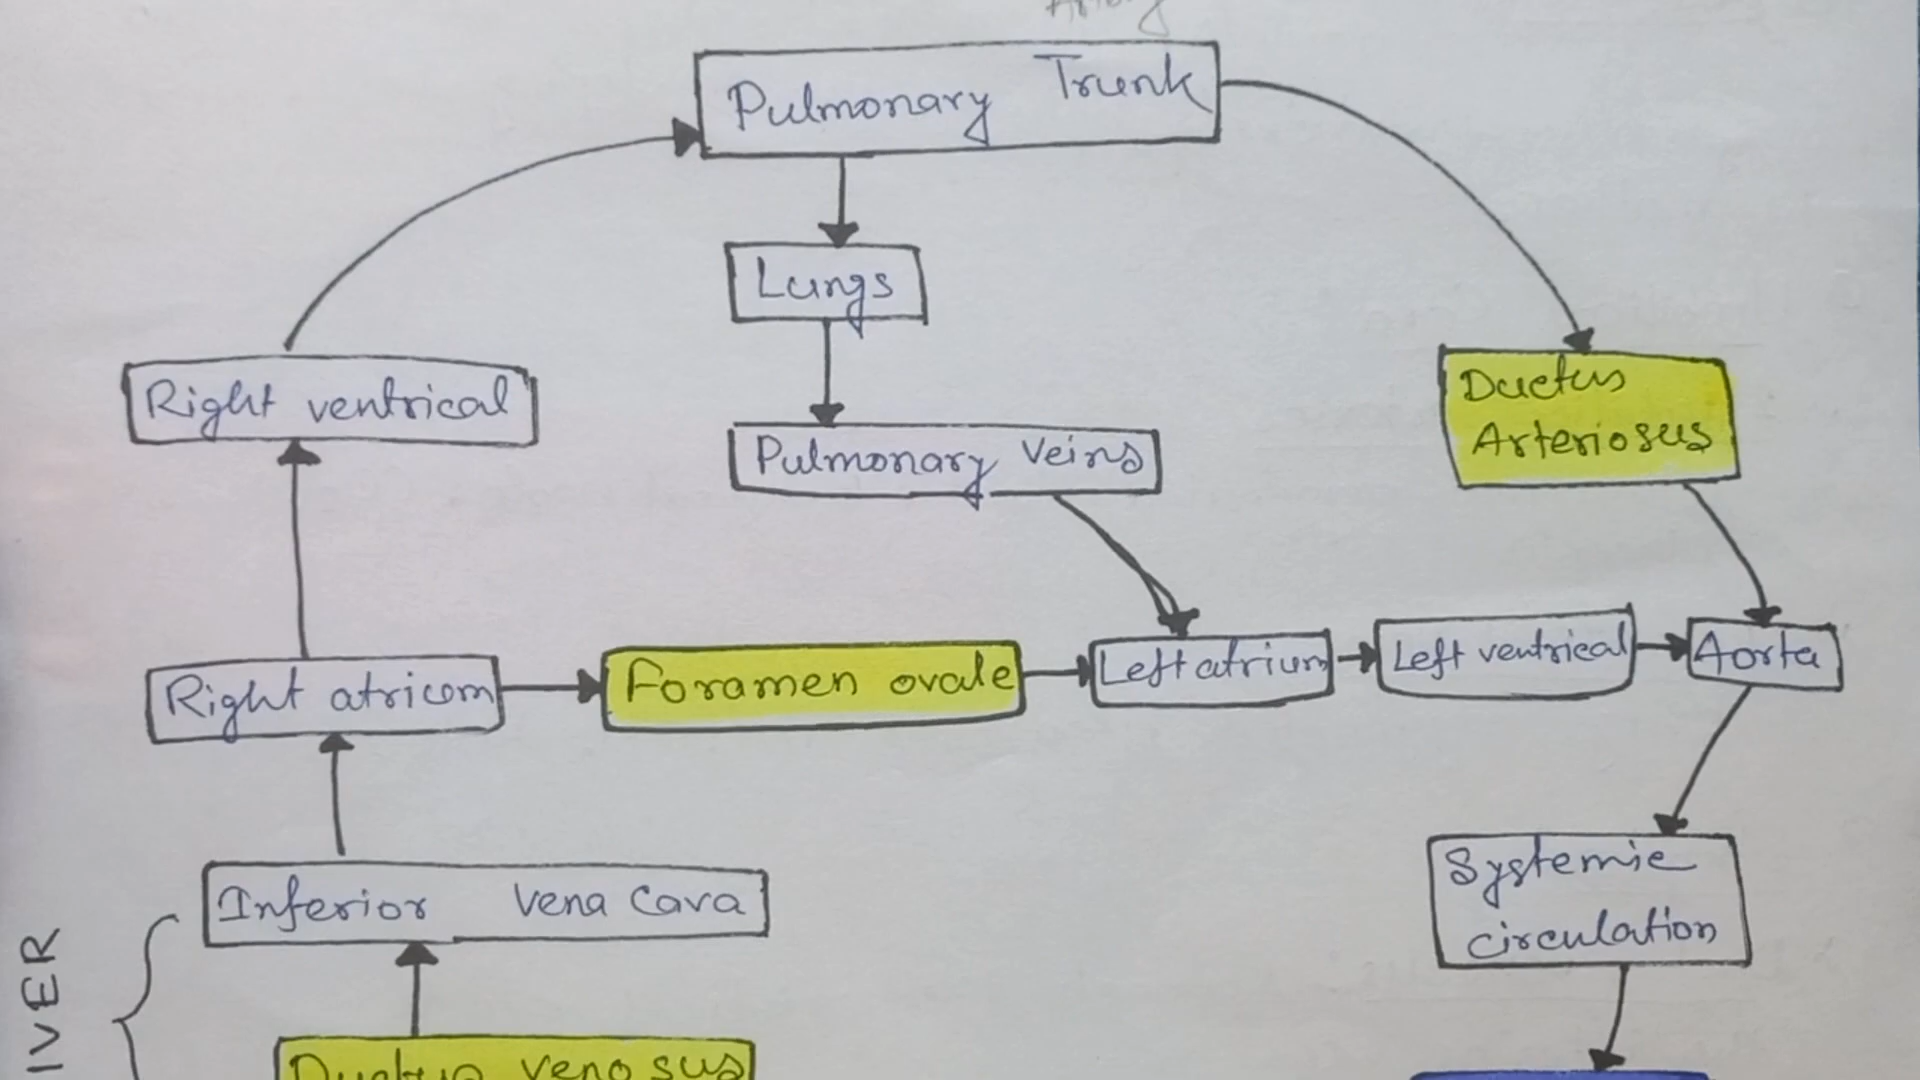 Pulmonary Trunk
Lungs
Right ventrical
Pulmonary Veins
Ductus
Arteriosus
Right atrium
Foramen ovale
Left atrium
Left ventrical
Aorta
Inferior Vena Cava
Systemic
circulation
IVER
Ductus venosus